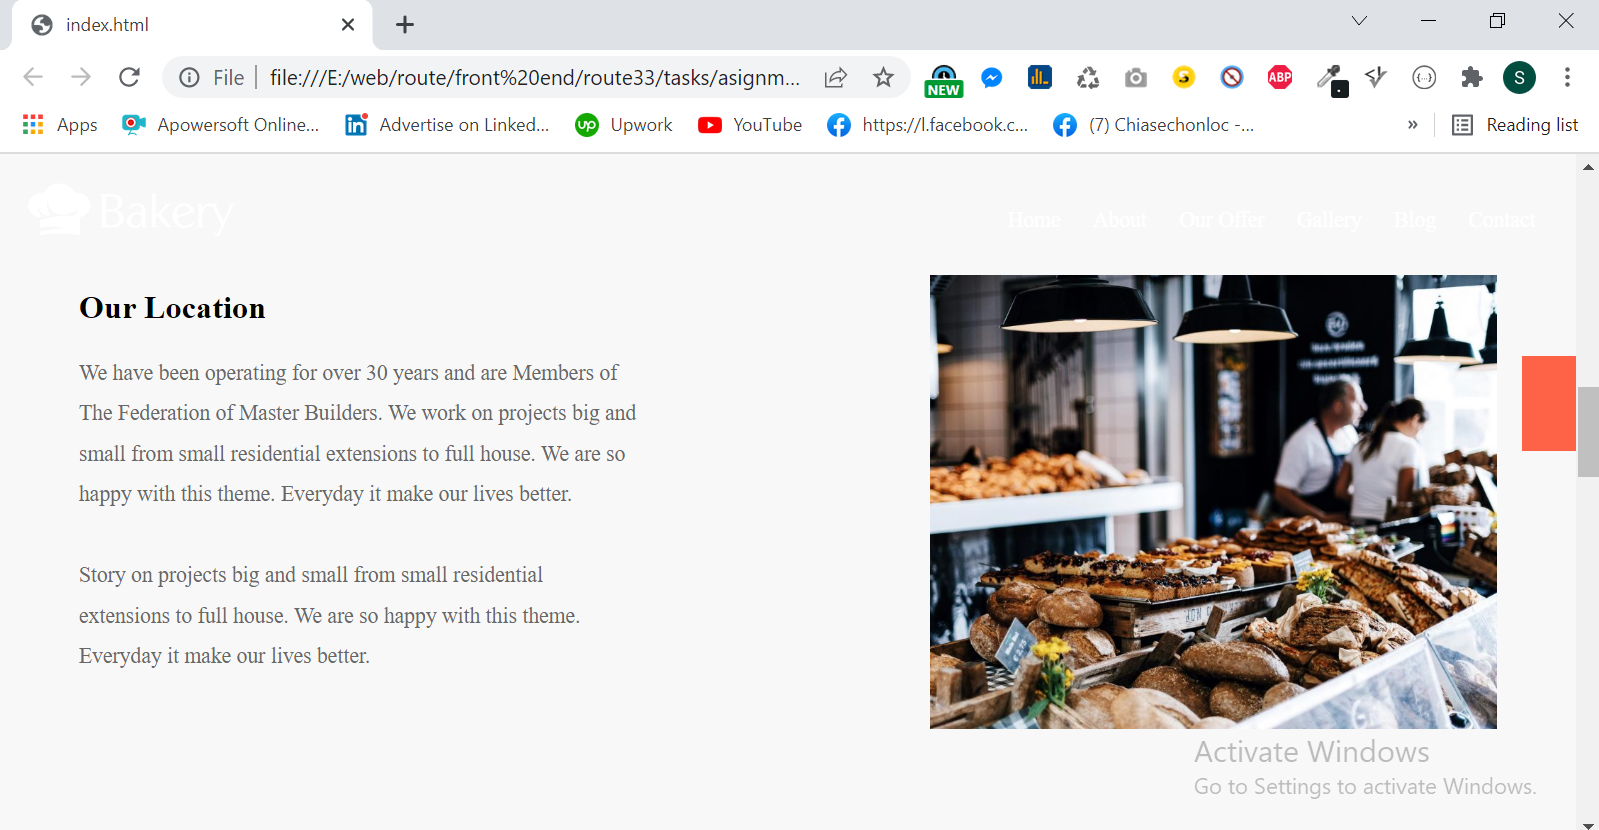 index.html
File
file:///E:/web/route/front%20end/route33/tasks/asignm...
NEW
ABP
S
Apps
Apowersoft Online...
Advertise on Linked...
Upwork
YouTube
https://l.facebook.c...
(7) Chiasechonloc -...
»
Reading list
Bakery
Home
About
Our Offer
Gallery
Blog
Contact
Our Location
We have been operating for over 30 years and are Members of
The Federation of Master Builders. We work on projects big and
small from small residential extensions to full house. We are so
happy with this theme. Everyday it make our lives better.
Story on projects big and small from small residential
extensions to full house. We are so happy with this theme.
Everyday it make our lives better.
Activate Windows
Go to Settings to activate Windows.